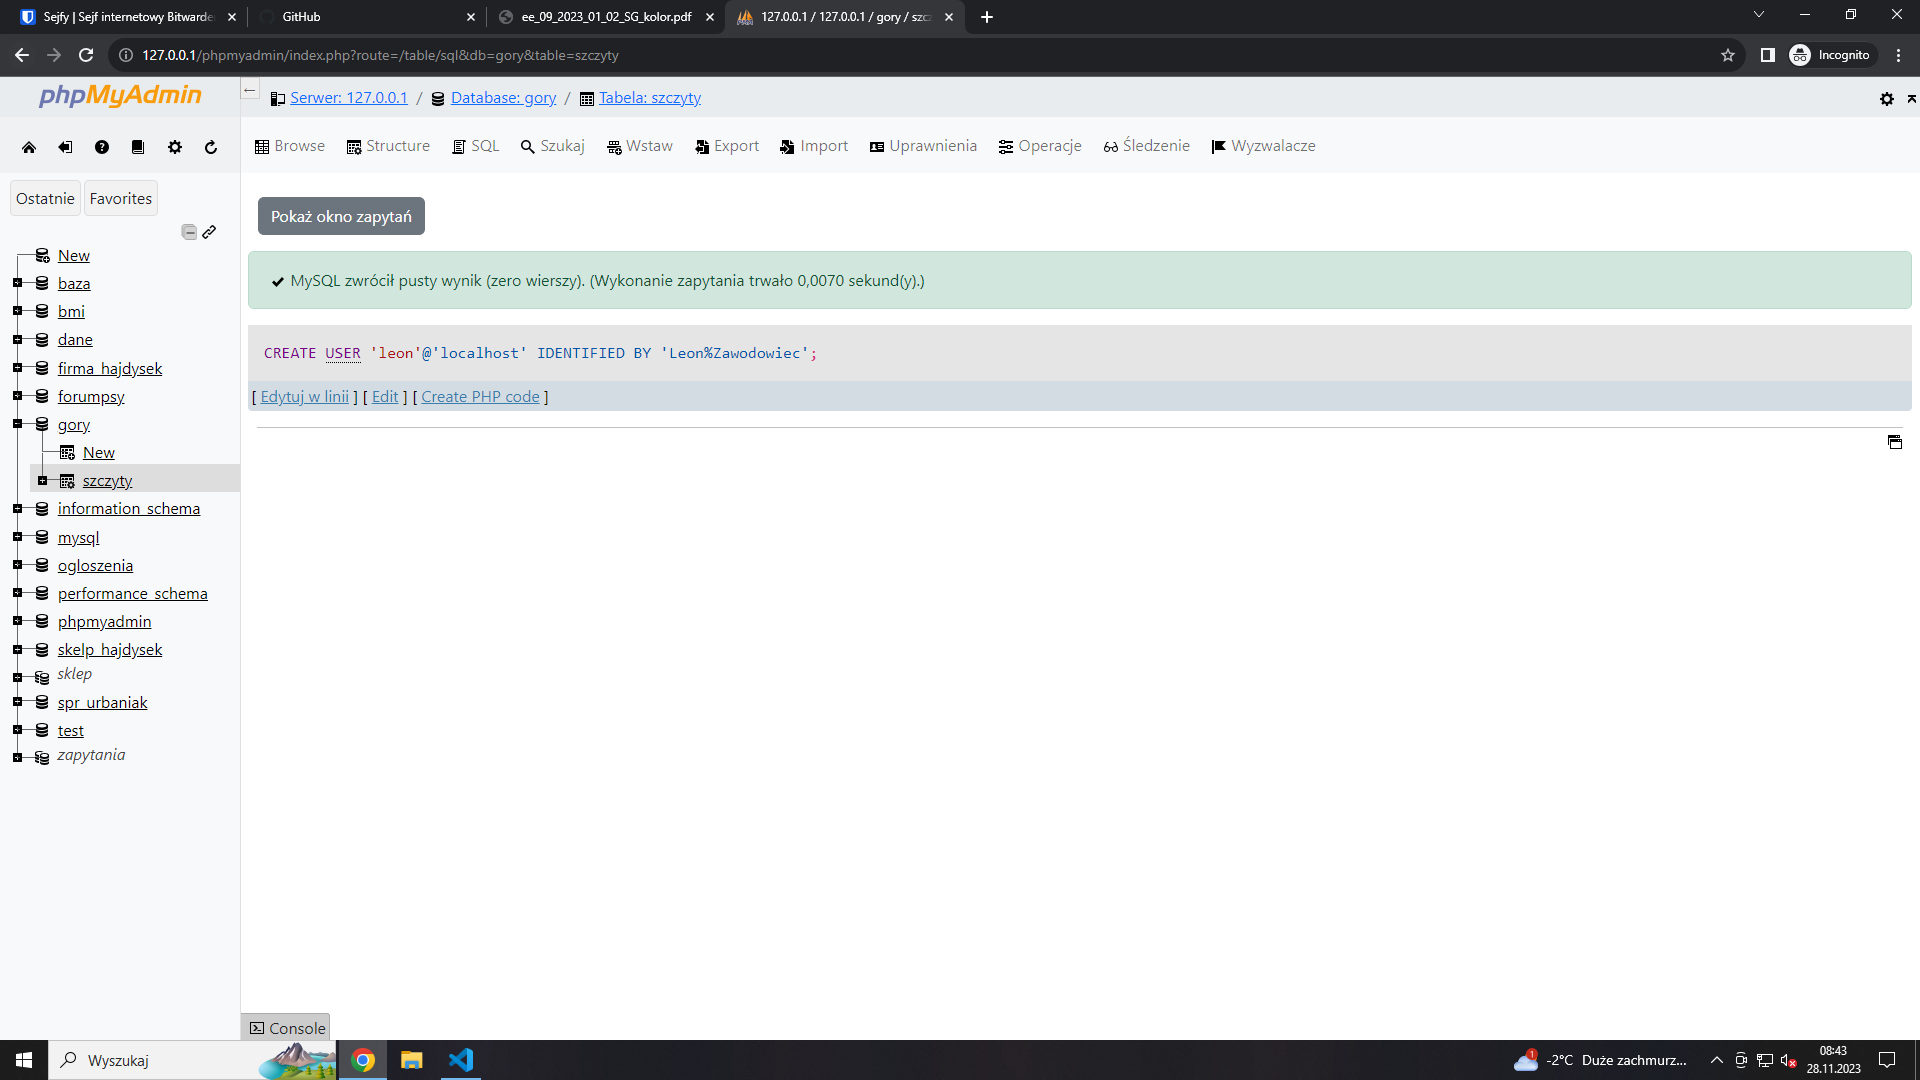 Sejfy | Sejf internetowy Bitwarde
GitHub
ee_09_2023_01_02_SG_kolor.pdf
127.0.0.1 / 127.0.0.1 / gory / szc
127.0.0.1/phpmyadmin/index.php?route=/table/sql&db=gory&table=szczyty
Incognito
phpMyAdmin
Serwer: 127.0.0.1 / Database: gory / Tabela: szczyty
Browse Structure SQL Szukaj Wstaw Export Import Uprawnienia Operacje Śledzenie Wyzwalacze
Ostatnie Favorites
New
baza
bmi
dane
firma_hajdysek
forumpsy
gory
New
szczyty
information_schema
mysql
ogloszenia
performance_schema
phpmyadmin
skelp_hajdysek
sklep
spr_urbaniak
test
zapytania
Pokaż okno zapytań
MySQL zwrócił pusty wynik (zero wierszy). (Wykonanie zapytania trwało 0,0070 sekund(y).)
CREATE USER 'leon'@'localhost' IDENTIFIED BY 'Leon%Zawodowiec';
[ Edytuj w linii ] [ Edit ] [ Create PHP code ]
Console
Wyszukaj
1
-2°C Duże zachmurz...
08:43
28.11.2023